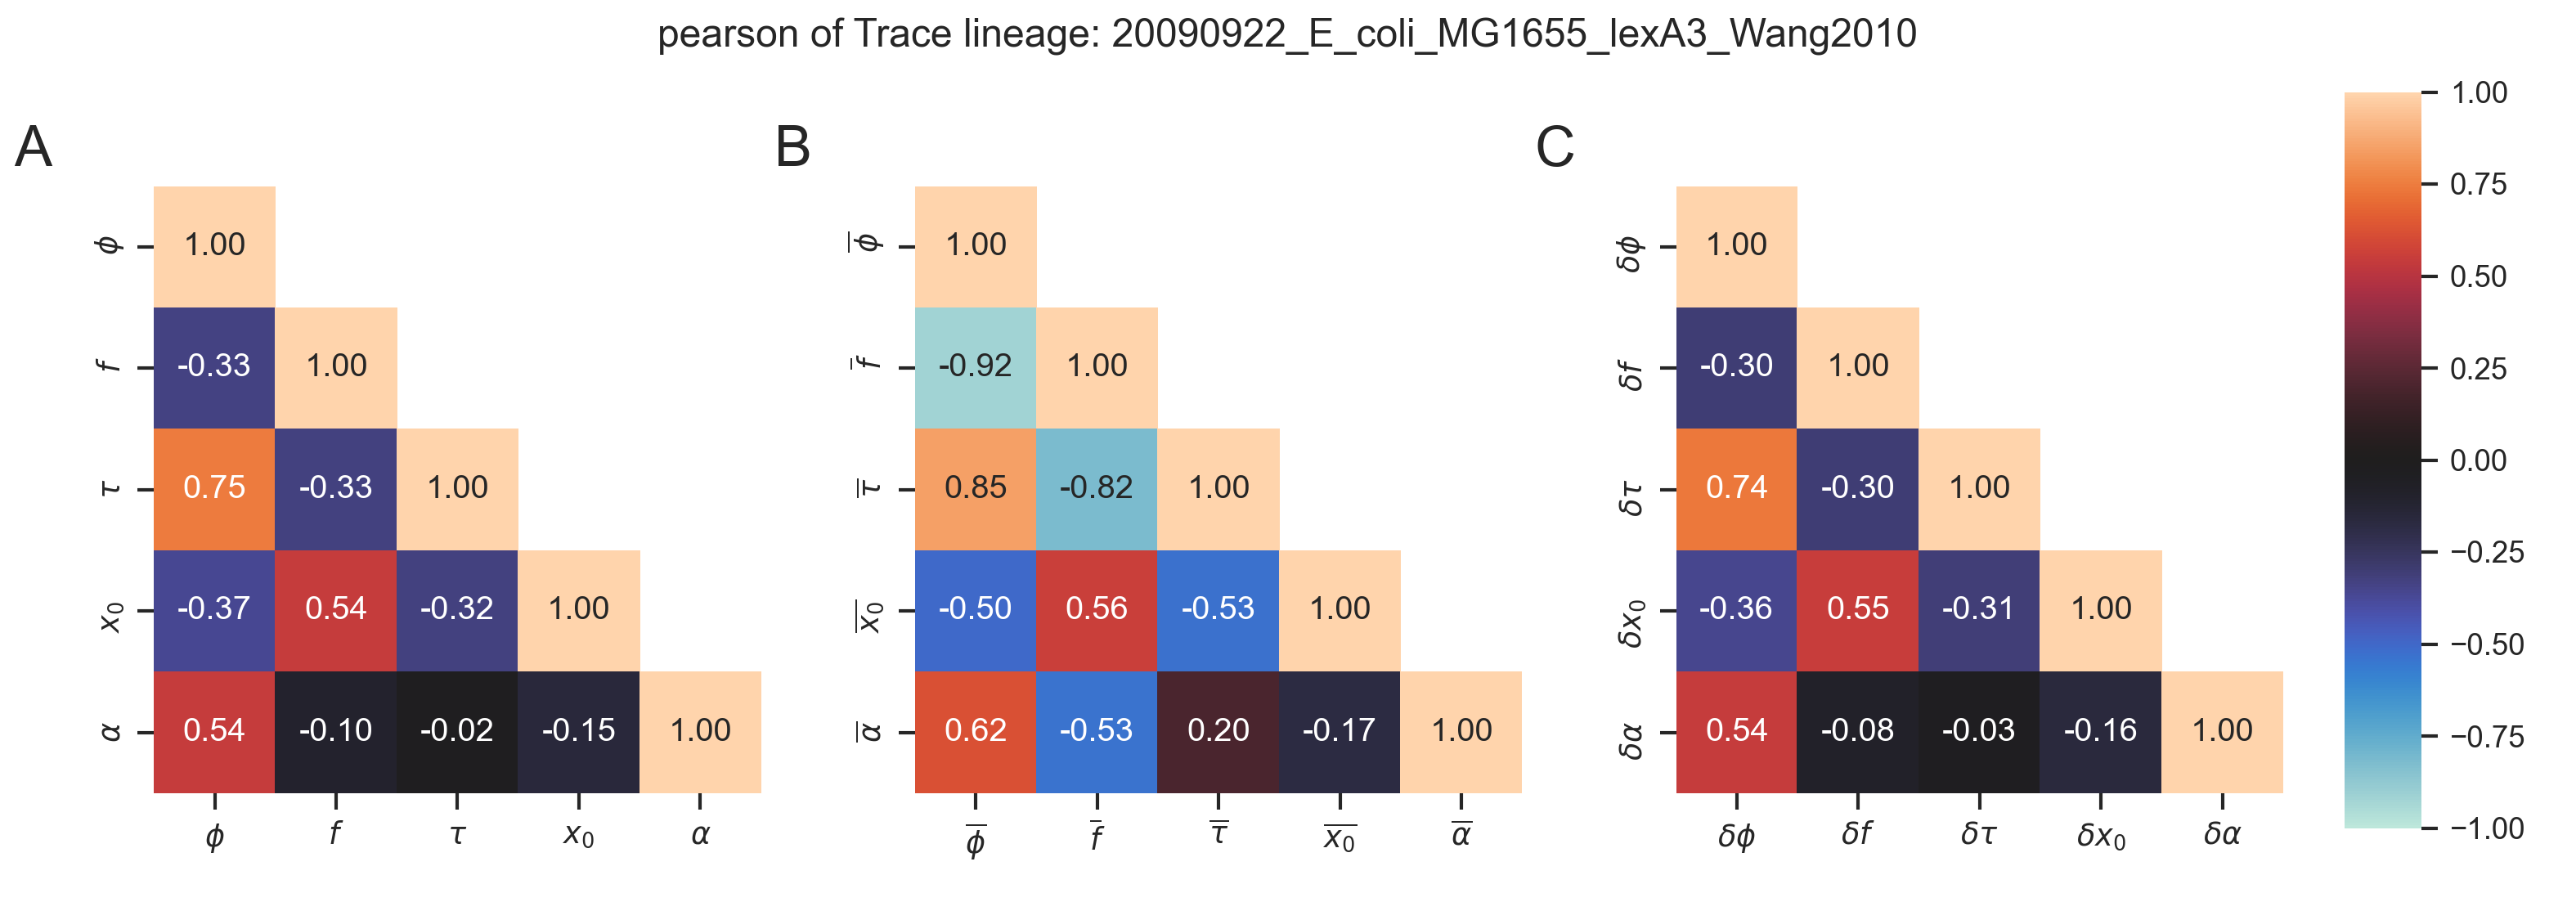 pearson of Trace lineage: 20090922_E_coli_MG1655_lexA3_Wang2010
A
B
C
ϕ 1.00
f -0.33 1.00
τ 0.75 -0.33 1.00
x₀ -0.37 0.54 -0.32 1.00
α 0.54 -0.10 -0.02 -0.15 1.00
ϕ f τ x₀ α
ϕ̅ 1.00
f̅ -0.92 1.00
τ̅ 0.85 -0.82 1.00
x̅₀̅ -0.50 0.56 -0.53 1.00
α̅ 0.62 -0.53 0.20 -0.17 1.00
ϕ̅ f̅ τ̅ x̅₀̅ α̅
δϕ 1.00
δf -0.30 1.00
δτ 0.74 -0.30 1.00
δx₀ -0.36 0.55 -0.31 1.00
δα 0.54 -0.08 -0.03 -0.16 1.00
δϕ δf δτ δx₀ δα
1.00
0.75
0.50
0.25
0.00
−0.25
−0.50
−0.75
−1.00